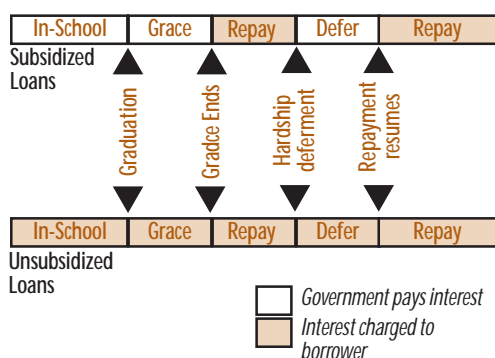 In-School Grace Repay Defer Repay
Subsidized
Loans
Graduation
Gradce Ends
Hardship
deferment
Repayment
resumes
In-School Grace Repay Defer Repay
Unsubsidized
Loans
Government pays interest
Interest charged to
borrower